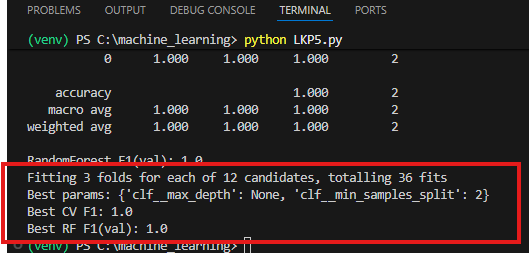 PROBLEMS OUTPUT DEBUG CONSOLE TERMINAL PORTS
(venv) PS C:\machine_learning> python LKP5.py
0 1.000 1.000 1.000 2
accuracy 1.000 2
macro avg 1.000 1.000 1.000 2
weighted avg 1.000 1.000 1.000 2
RandomForest F1(val): 1.0
Fitting 3 folds for each of 12 candidates, totalling 36 fits
Best params: {'clf__max_depth': None, 'clf__min_samples_split': 2}
Best CV F1: 1.0
Best RF F1(val): 1.0
(venv) PS C:\machine_learning>